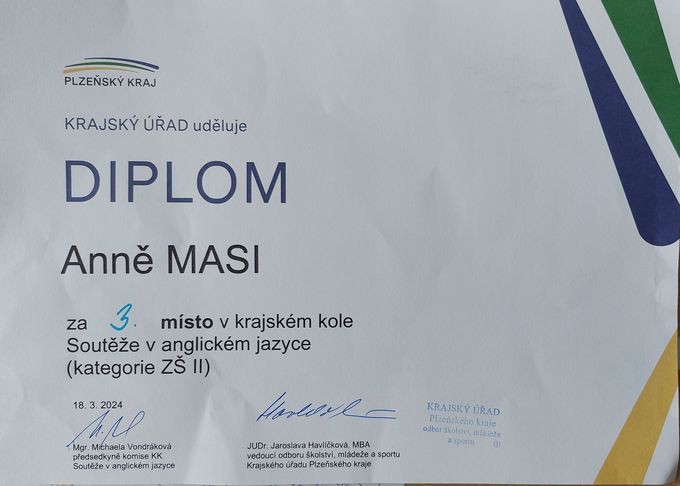 PLZEŇSKÝ KRAJ
KRAJSKÝ ÚŘAD uděluje
DIPLOM
Anně MASI
za 3. místo v krajském kole
Soutěže v anglickém jazyce
(kategorie ZŠ II)
18. 3. 2024
Mgr. Michaela Vondráková
předsedkyně komise KK
Soutěže v anglickém jazyce
JUDr. Jaroslava Havlíčková, MBA
vedoucí odboru školství, mládeže a sportu
Krajského úřadu Plzeňského kraje
KRAJSKÝ ÚŘAD
Plzeňského kraje
odbor školství, mládeže
a sportu